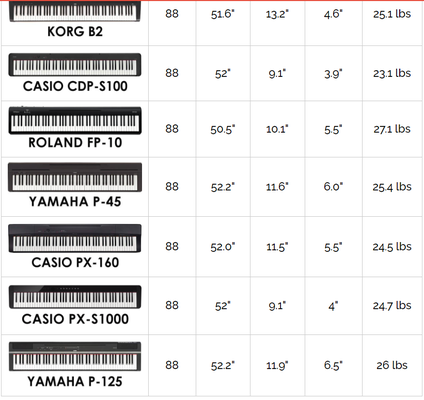 KORG B2 88 51.6" 13.2" 4.6" 25.1 lbs
CASIO CDP-S100 88 52" 9.1" 3.9" 23.1 lbs
ROLAND FP-10 88 50.5" 10.1" 5.5" 27.1 lbs
YAMAHA P-45 88 52.2" 11.6" 6.0" 25.4 lbs
CASIO PX-160 88 52.0" 11.5" 5.5" 24.5 lbs
CASIO PX-S1000 88 52" 9.1" 4" 24.7 lbs
YAMAHA P-125 88 52.2" 11.9" 6.5" 26 lbs